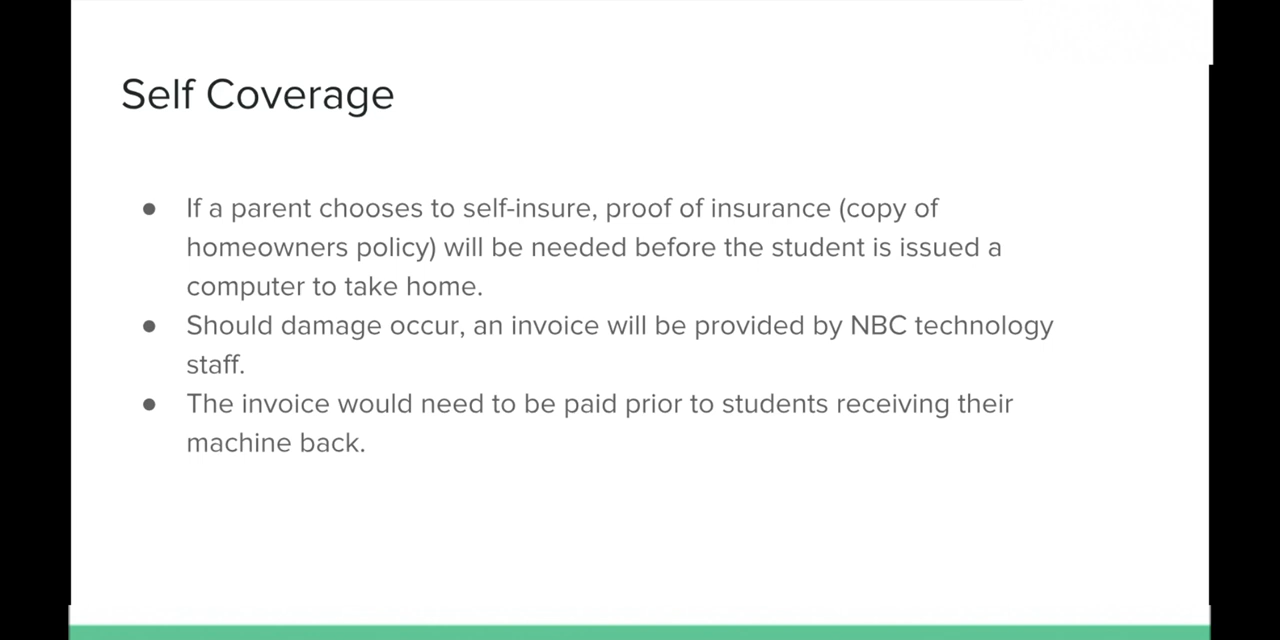 Self Coverage
● If a parent chooses to self-insure, proof of insurance (copy of
homeowners policy) will be needed before the student is issued a
computer to take home.
● Should damage occur, an invoice will be provided by NBC technology
staff.
● The invoice would need to be paid prior to students receiving their
machine back.